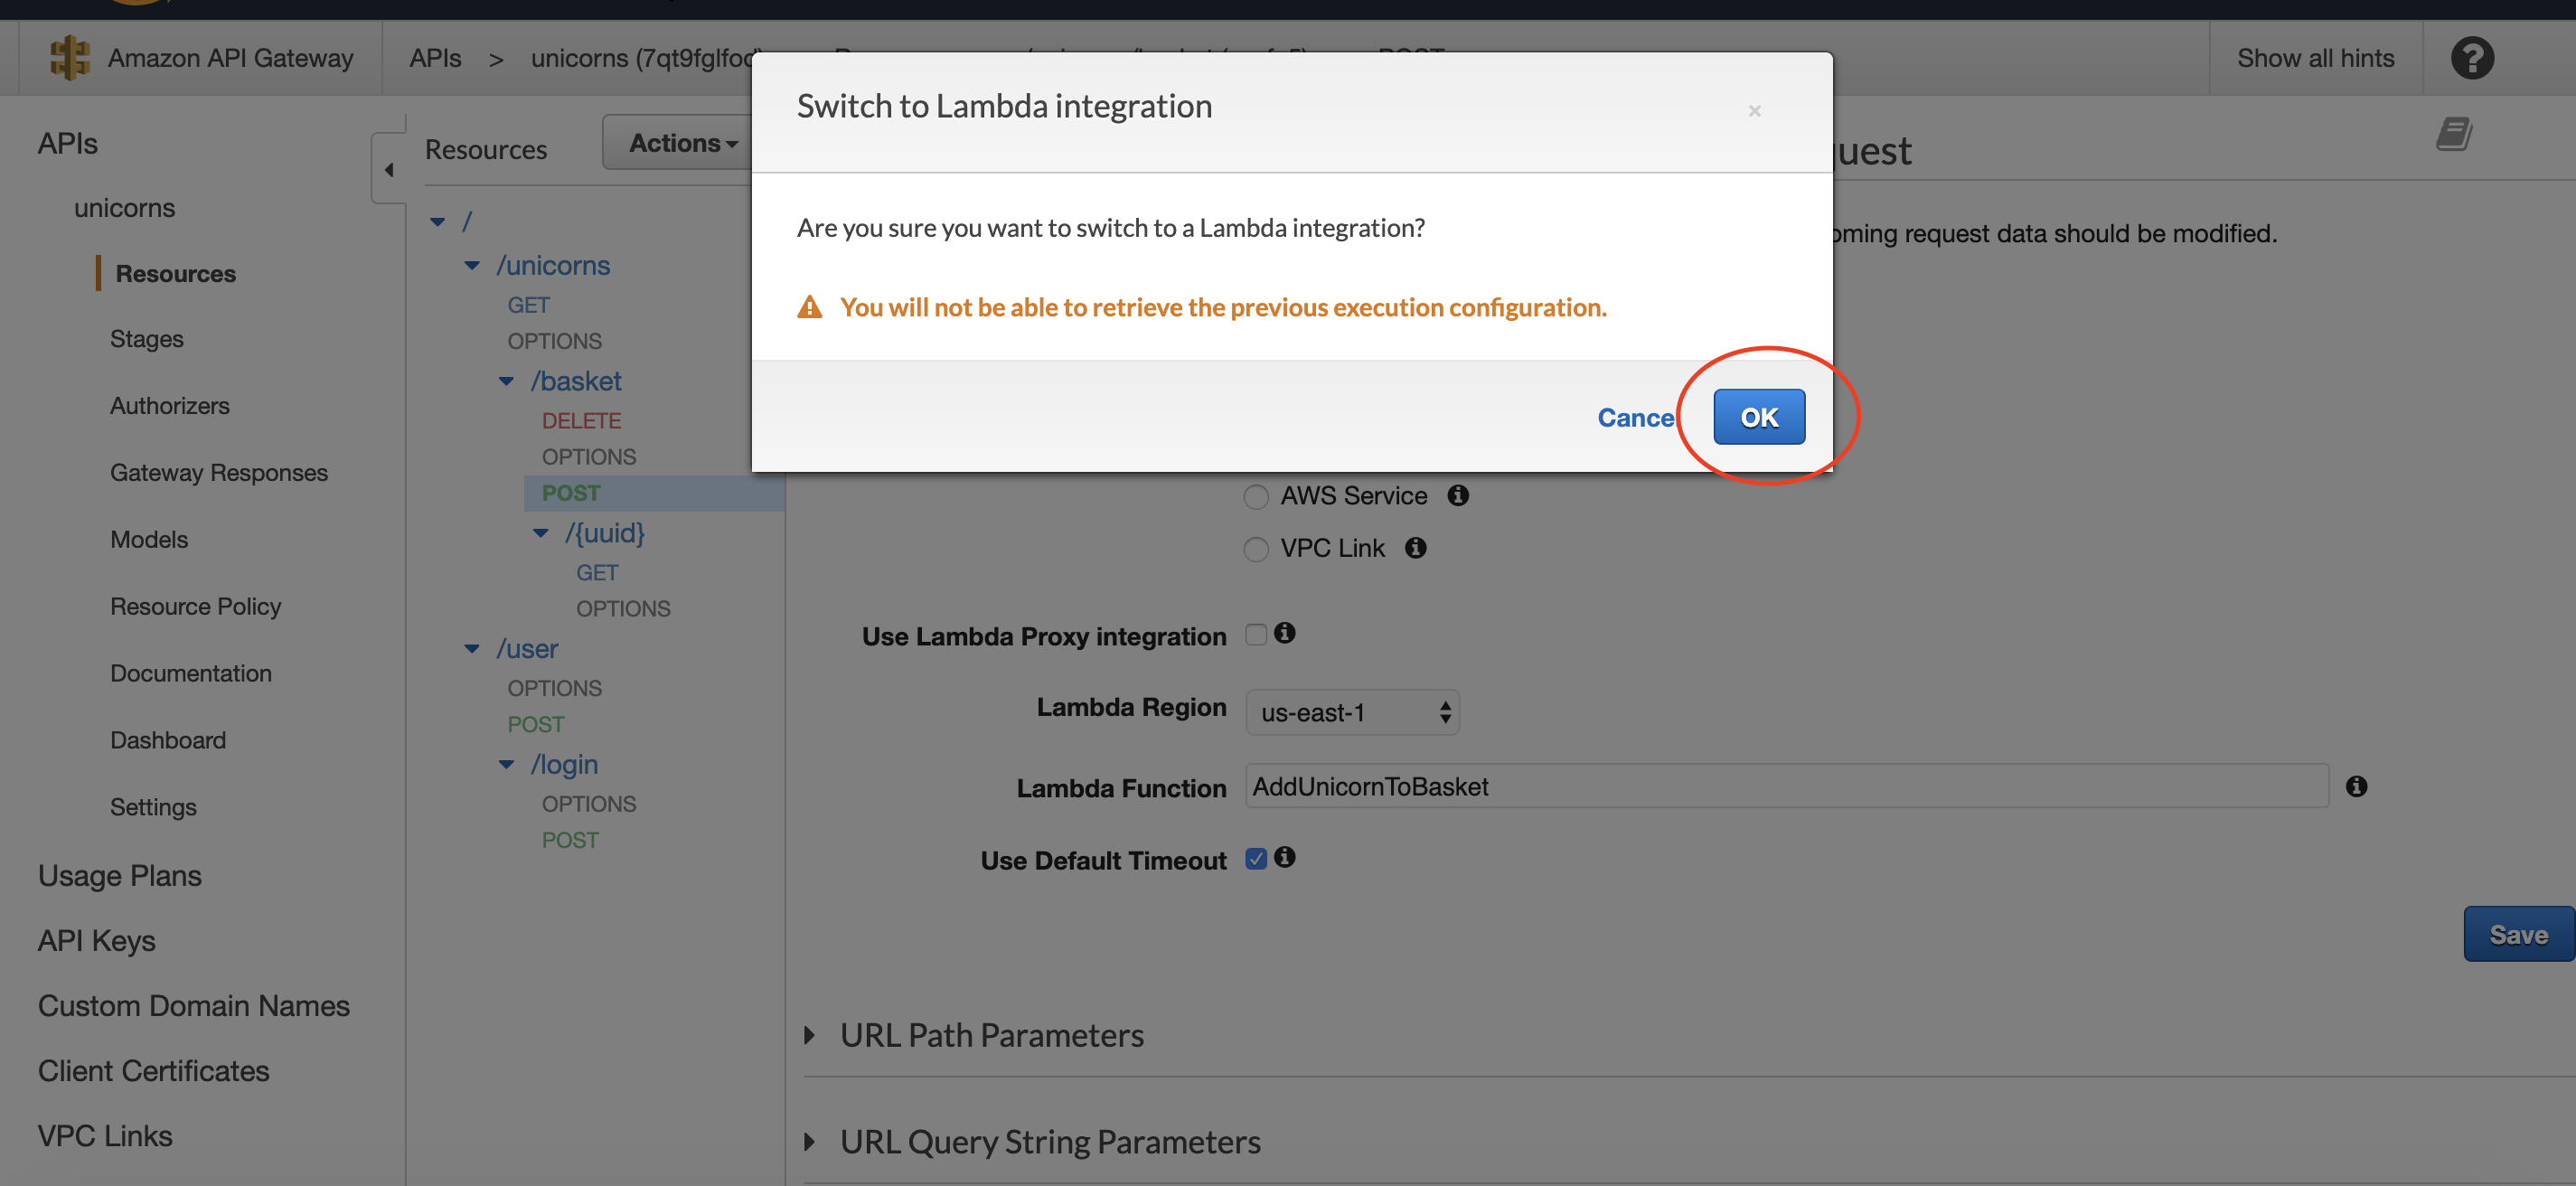 Amazon API Gateway
APIs > unicorns (7qt9fglfod)
Show all hints
Switch to Lambda integration
×
Are you sure you want to switch to a Lambda integration?
You will not be able to retrieve the previous execution configuration.
Cance
OK
APIs
unicorns
Resources
Stages
Authorizers
Gateway Responses
Models
Resource Policy
Documentation
Dashboard
Settings
Usage Plans
API Keys
Custom Domain Names
Client Certificates
VPC Links
Resources
Actions
/
/unicorns
GET
OPTIONS
/basket
DELETE
OPTIONS
POST
/{uuid}
GET
OPTIONS
/user
OPTIONS
POST
/login
OPTIONS
POST
uest
oming request data should be modified.
AWS Service
VPC Link
Use Lambda Proxy integration
Lambda Region us-east-1
Lambda Function AddUnicornToBasket
Use Default Timeout
Save
URL Path Parameters
URL Query String Parameters